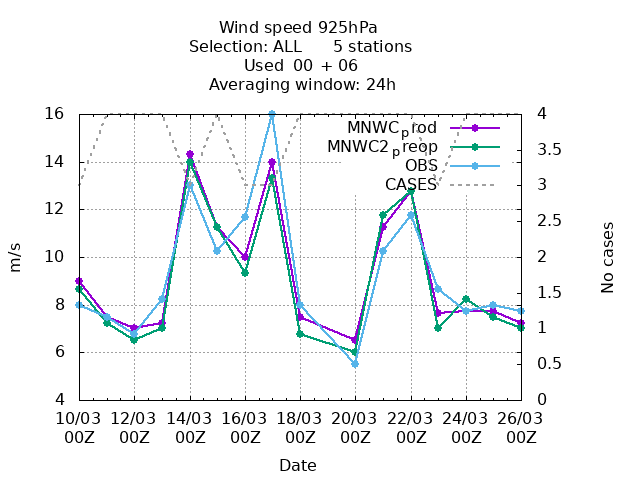 Wind speed 925hPa
Selection: ALL 5 stations
Used 00 + 06
Averaging window: 24h
16 4
MNWCprod
14 3.5
MNWC2preop
OBS
12 3
CASES
2.5
10 2
8 1.5
1
6 0.5
4 0
m/s
No cases
10/03 12/03 14/03 16/03 18/03 20/03 22/03 24/03 26/03
00Z 00Z 00Z 00Z 00Z 00Z 00Z 00Z 00Z
Date